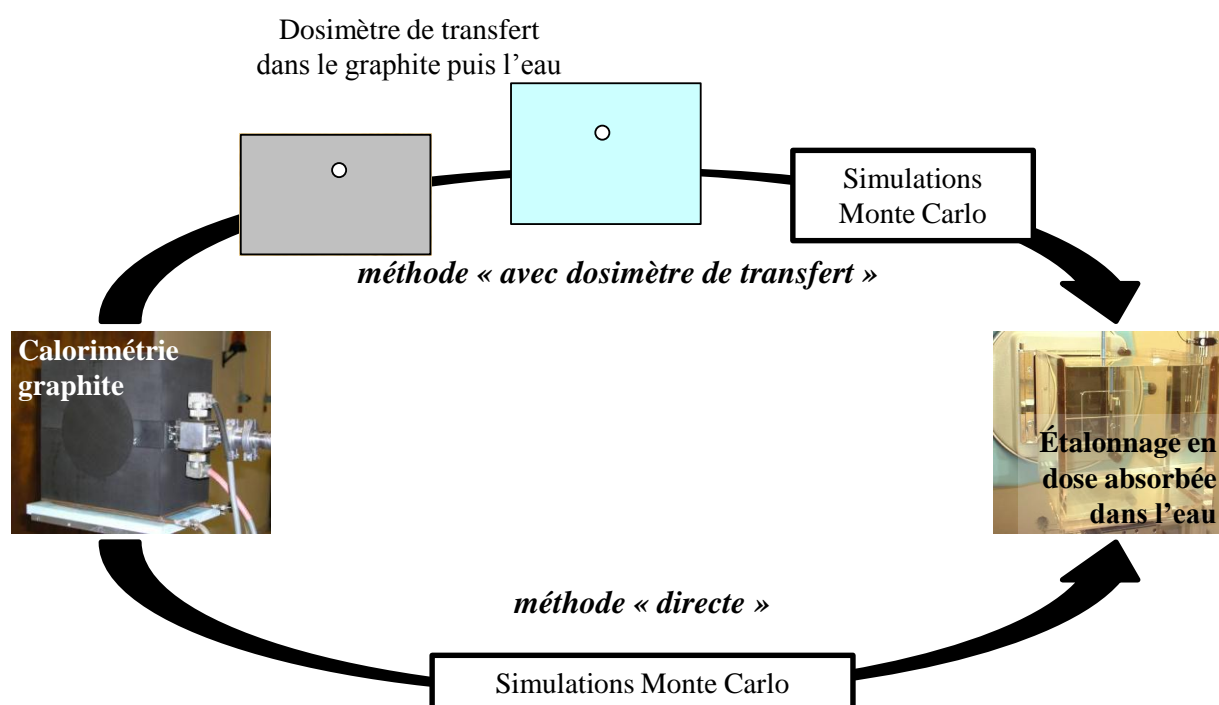 Dosimètre de transfert
dans le graphite puis l’eau
Simulations
Monte Carlo
méthode « avec dosimètre de transfert »
Calorimétrie
graphite
Étalonnage en
dose absorbée
dans l’eau
méthode « directe »
Simulations Monte Carlo